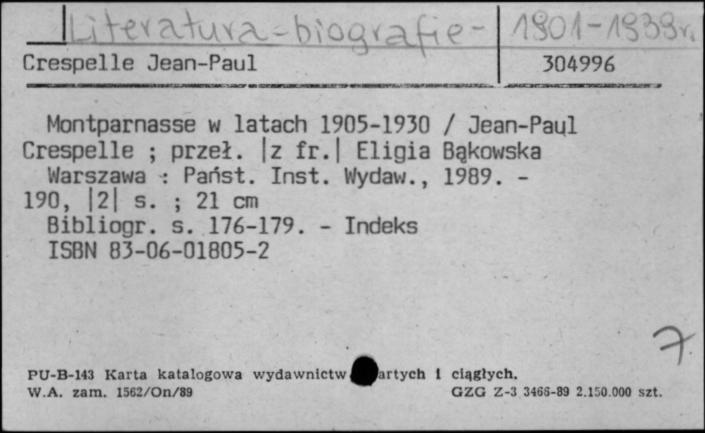 Literatura-biografie- 1901-1939r.
Crespelle Jean-Paul 304996
Montparnasse w latach 1905-1930 / Jean-Paul
Crespelle ; przeł. |z fr.| Eligia Bąkowska
Warszawa : Państ. Inst. Wydaw., 1989. -
190, |2| s. ; 21 cm
Bibliogr. s. 176-179. - Indeks
ISBN 83-06-01805-2
7
PU-B-143 Karta katalogowa wydawnictw artych i ciągłych.
W.A. zam. 1562/On/89 GZG Z-3 3466-89 2.150.000 szt.